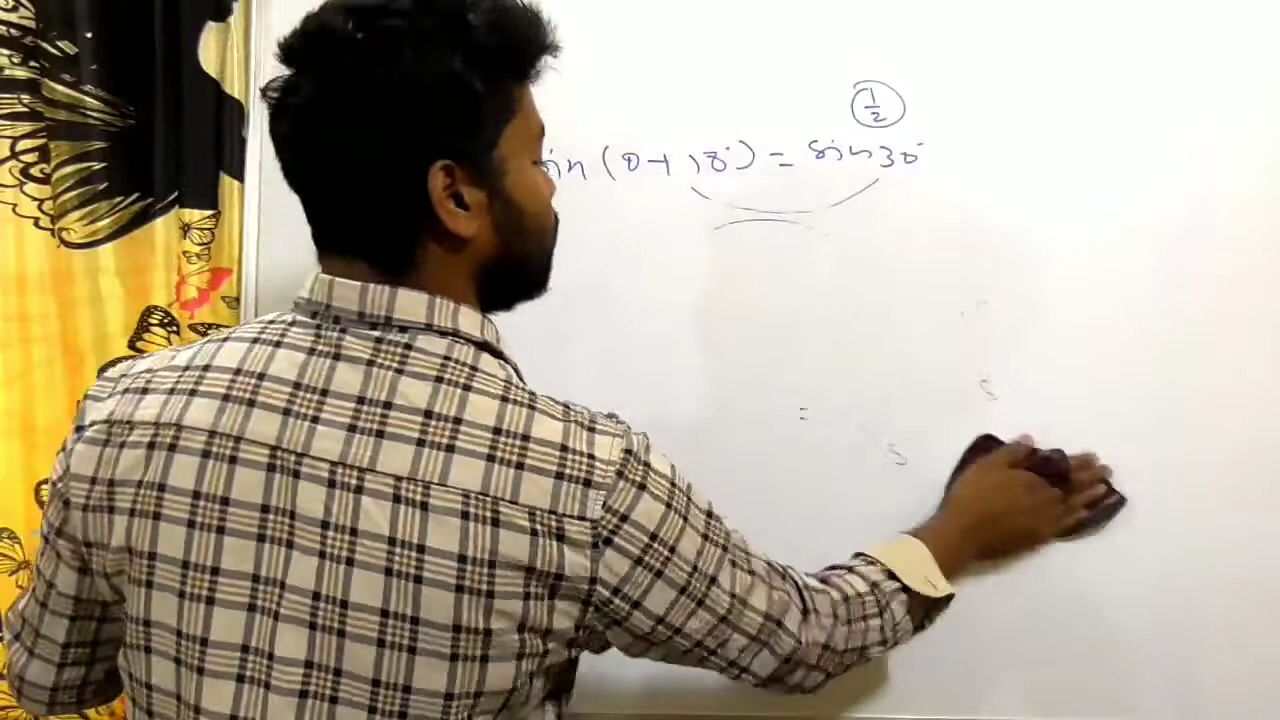 1/2
in (θ + 18°) = sin 30°
=
s
s